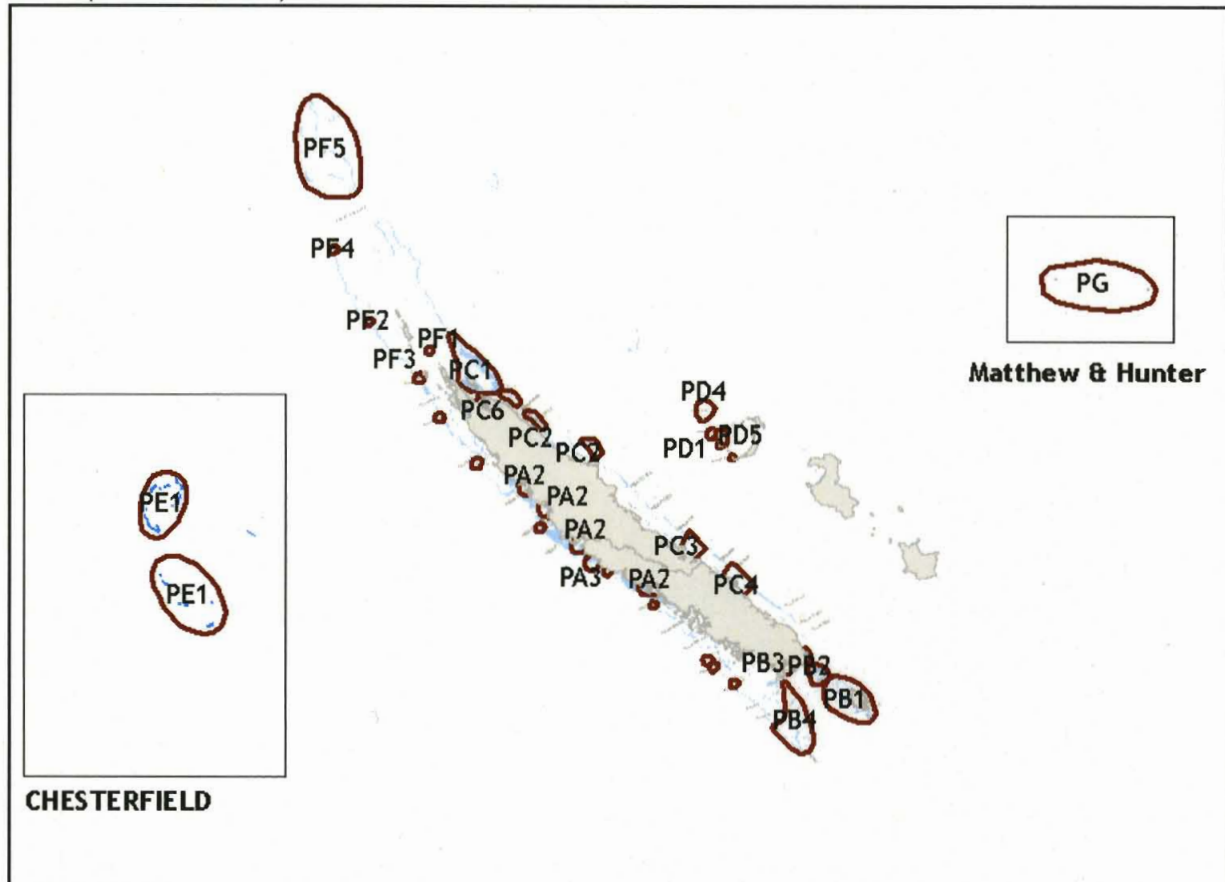 PF5
PF4
PG
PF2
PF1
PF3
PC1
Matthew & Hunter
PD4
PC6
PC2
PD1
PD5
PC2
PA2
PE1
PA2
PA2
PC3
PA3
PA2
PC4
PE1
PB3
PB2
PB1
PB4
CHESTERFIELD